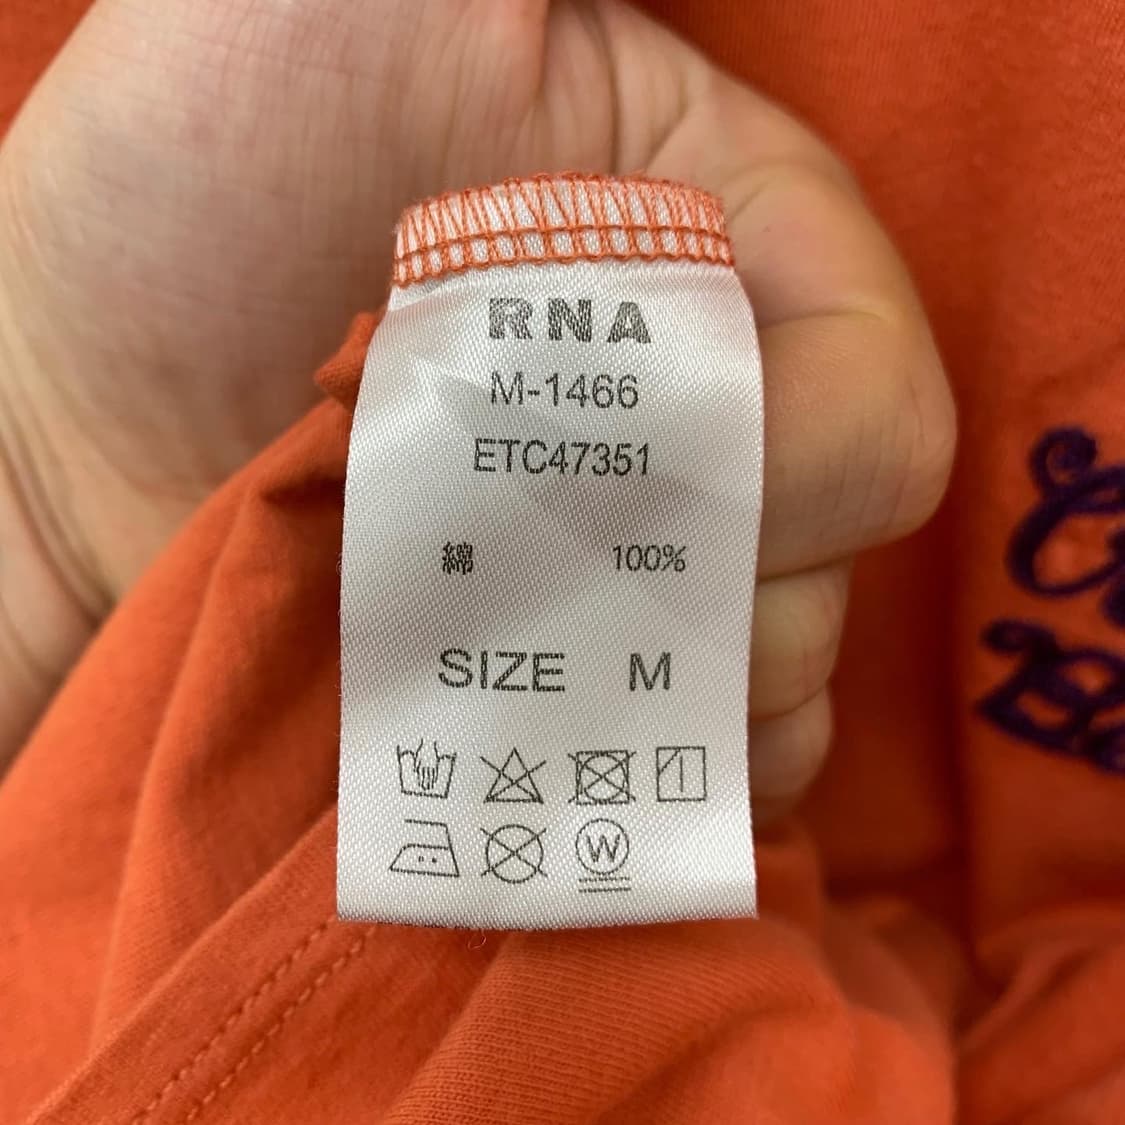 RNA
M-1466
ETC47351
綿 100%
SIZE M
W